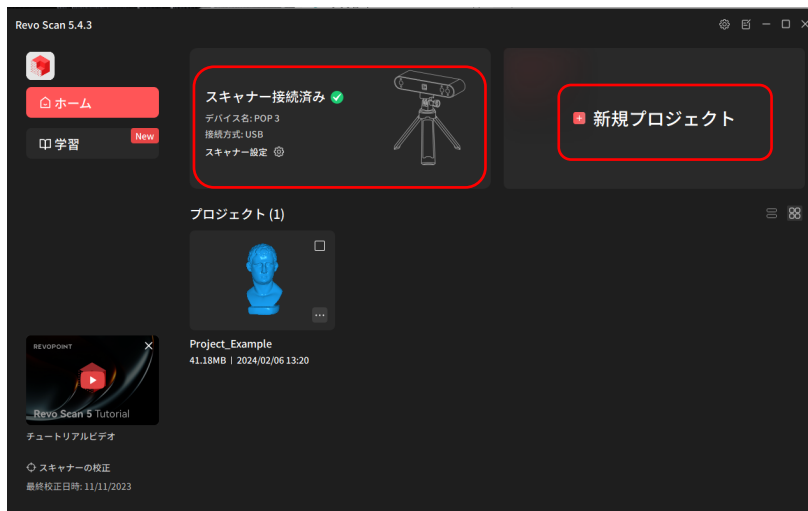 Revo Scan 5.4.3
ホーム
学習
New
スキャナー接続済み
デバイス名: POP 3
接続方式: USB
スキャナー設定
新規プロジェクト
プロジェクト (1)
Project_Example
41.18MB | 2024/02/06 13:20
REVOPOINT
Revo Scan 5 Tutorial
チュートリアルビデオ
スキャナーの校正
最終校正日時: 11/11/2023